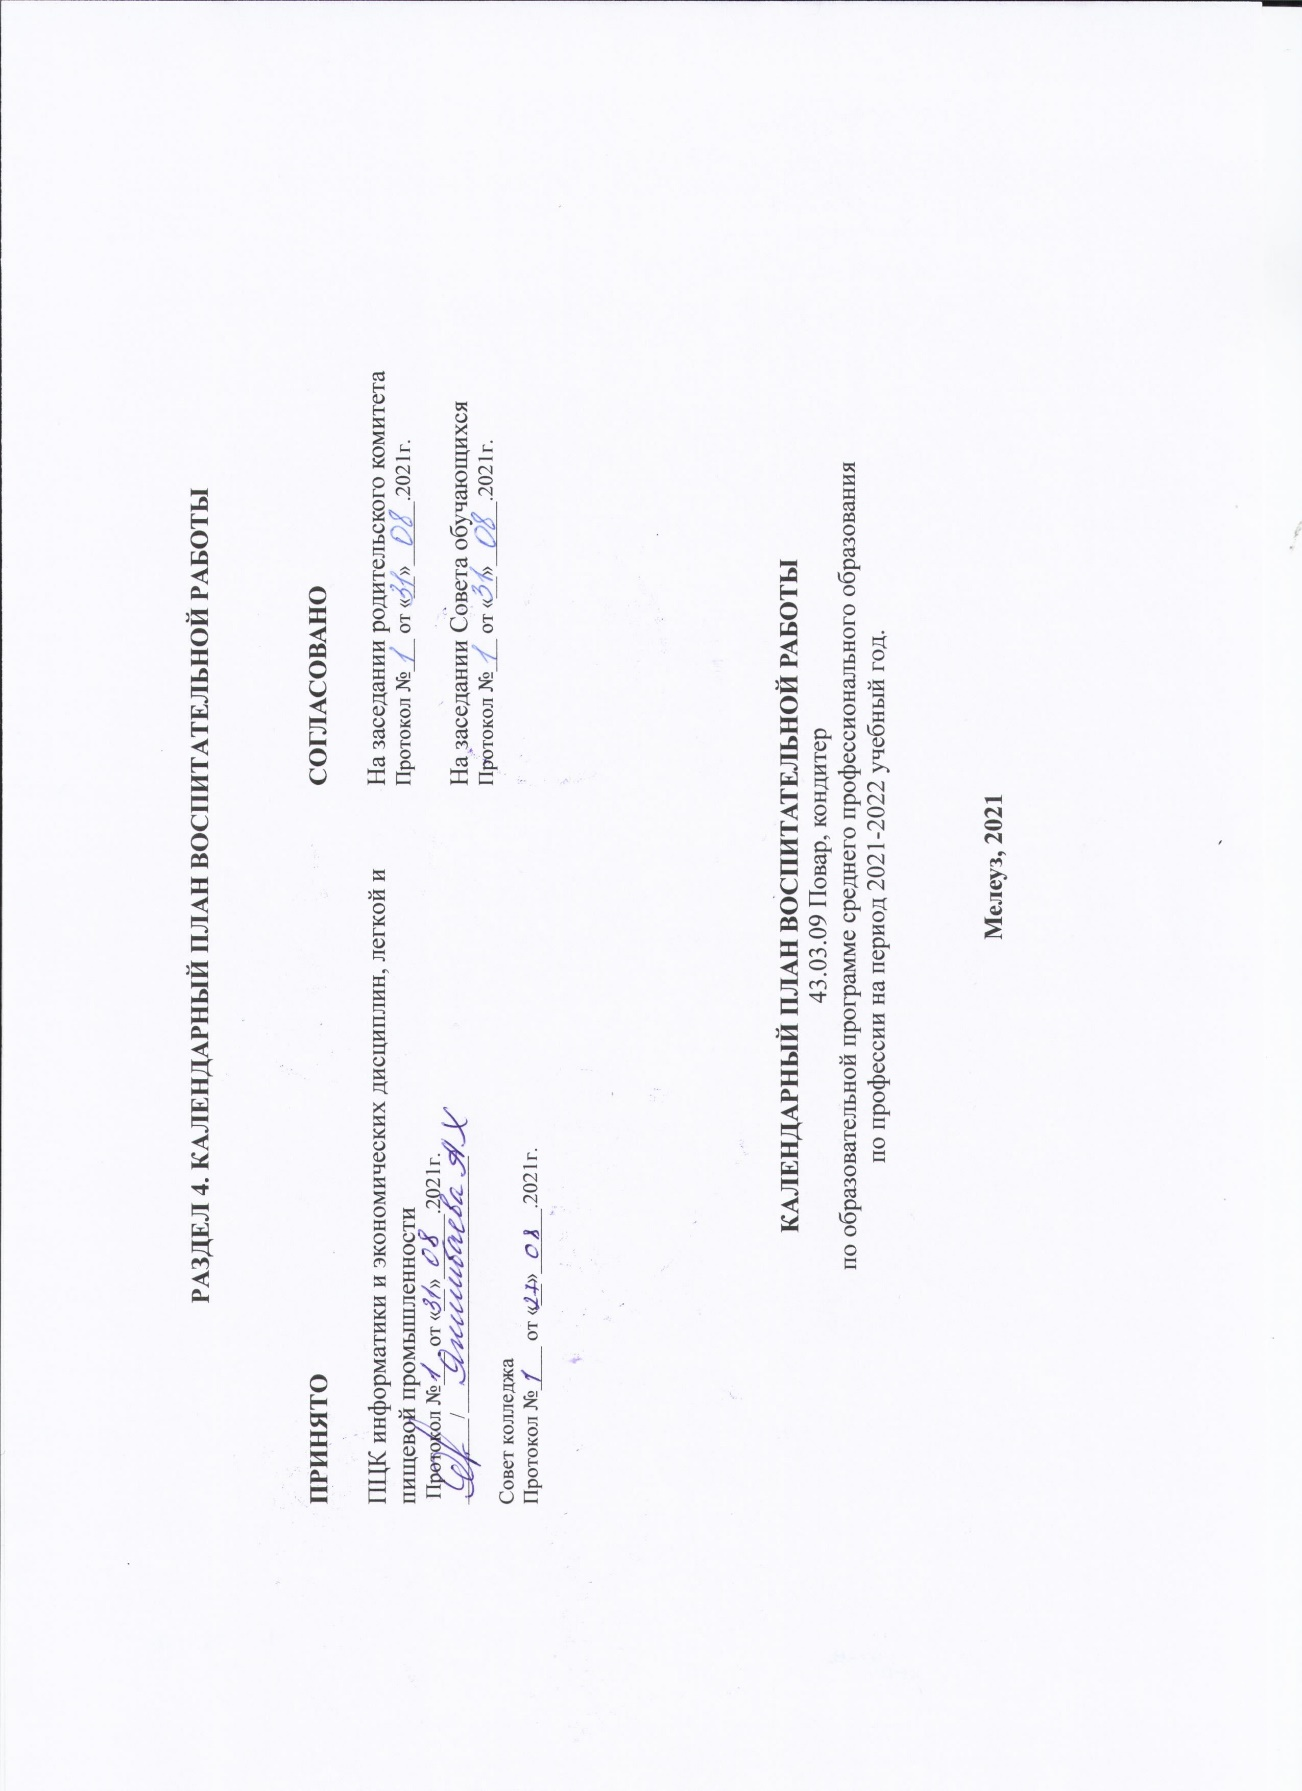 РАЗДЕЛ 4. КАЛЕНДАРНЫЙ ПЛАН ВОСПИТАТЕЛЬНОЙ РАБОТЫ
ПРИНЯТО
ПЦК информатики и экономических дисциплин, легкой и
пищевой промышленности
Протокол № 1 от «31» 08 .2021г.
/ Яншибаева А Х
Совет колледжа
Протокол № 1 от «27» 08 .2021г.
СОГЛАСОВАНО
На заседании родительского комитета
Протокол № 1 от «31» 08 .2021г.
На заседании Совета обучающихся
Протокол № 1 от «31» 08 .2021г.
КАЛЕНДАРНЫЙ ПЛАН ВОСПИТАТЕЛЬНОЙ РАБОТЫ
43.03.09 Повар, кондитер
по образовательной программе среднего профессионального образования
по профессии на период 2021-2022 учебный год.
Мелеуз, 2021